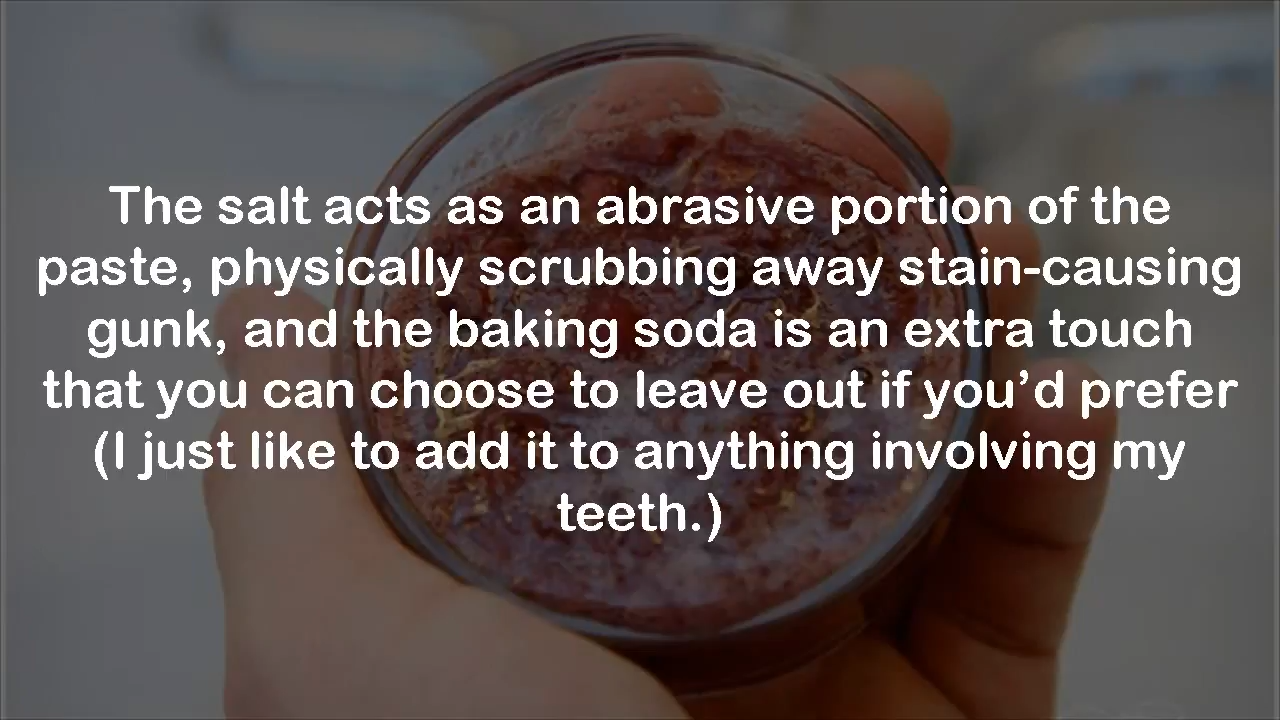 The salt acts as an abrasive portion of the
paste, physically scrubbing away stain-causing
gunk, and the baking soda is an extra touch
that you can choose to leave out if you’d prefer
(I just like to add it to anything involving my
teeth.)